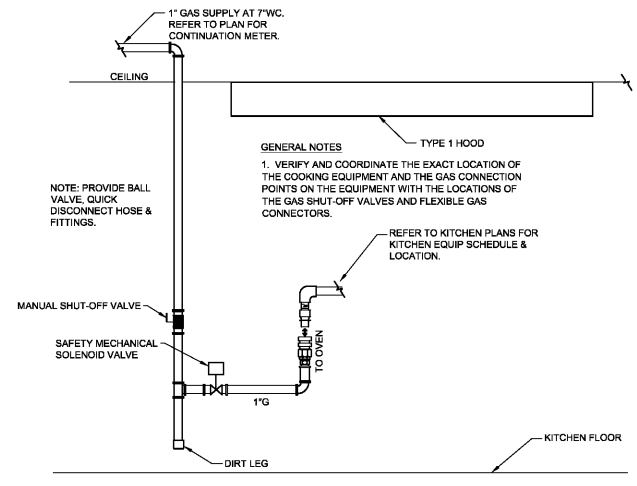 1" GAS SUPPLY AT 7"WC.
REFER TO PLAN FOR
CONTINUATION METER.
CEILING
TYPE 1 HOOD
GENERAL NOTES
1. VERIFY AND COORDINATE THE EXACT LOCATION OF
THE COOKING EQUIPMENT AND THE GAS CONNECTION
POINTS ON THE EQUIPMENT WITH THE LOCATIONS OF
THE GAS SHUT-OFF VALVES AND FLEXIBLE GAS
CONNECTORS.
NOTE: PROVIDE BALL
VALVE, QUICK
DISCONNECT HOSE &
FITTINGS.
REFER TO KITCHEN PLANS FOR
KITCHEN EQUIP SCHEDULE &
LOCATION.
MANUAL SHUT-OFF VALVE
SAFETY MECHANICAL
SOLENOID VALVE
TO OVEN
1"G
KITCHEN FLOOR
DIRT LEG